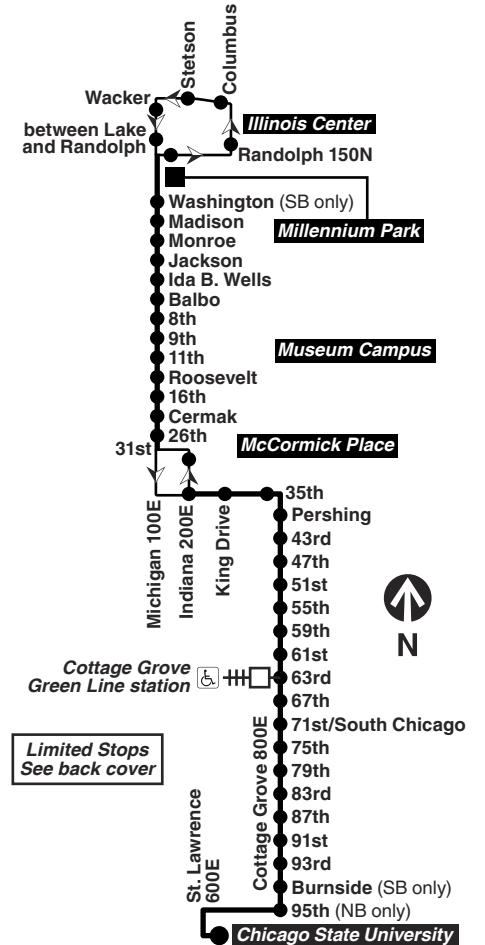 Stetson
Columbus
Wacker
Illinois Center
between Lake
and Randolph
Randolph 150N
Washington (SB only)
Madison
Millennium Park
Monroe
Jackson
Ida B. Wells
Balbo
8th
9th
11th
Museum Campus
Roosevelt
16th
Cermak
26th
31st
McCormick Place
35th
Michigan 100E
Indiana 200E
King Drive
Pershing
43rd
47th
51st
55th
59th
N
61st
Cottage Grove
Green Line station
63rd
67th
71st/South Chicago
Cottage Grove 800E
Limited Stops
See back cover
75th
79th
83rd
87th
91st
93rd
St. Lawrence
600E
Burnside (SB only)
95th (NB only)
Chicago State University